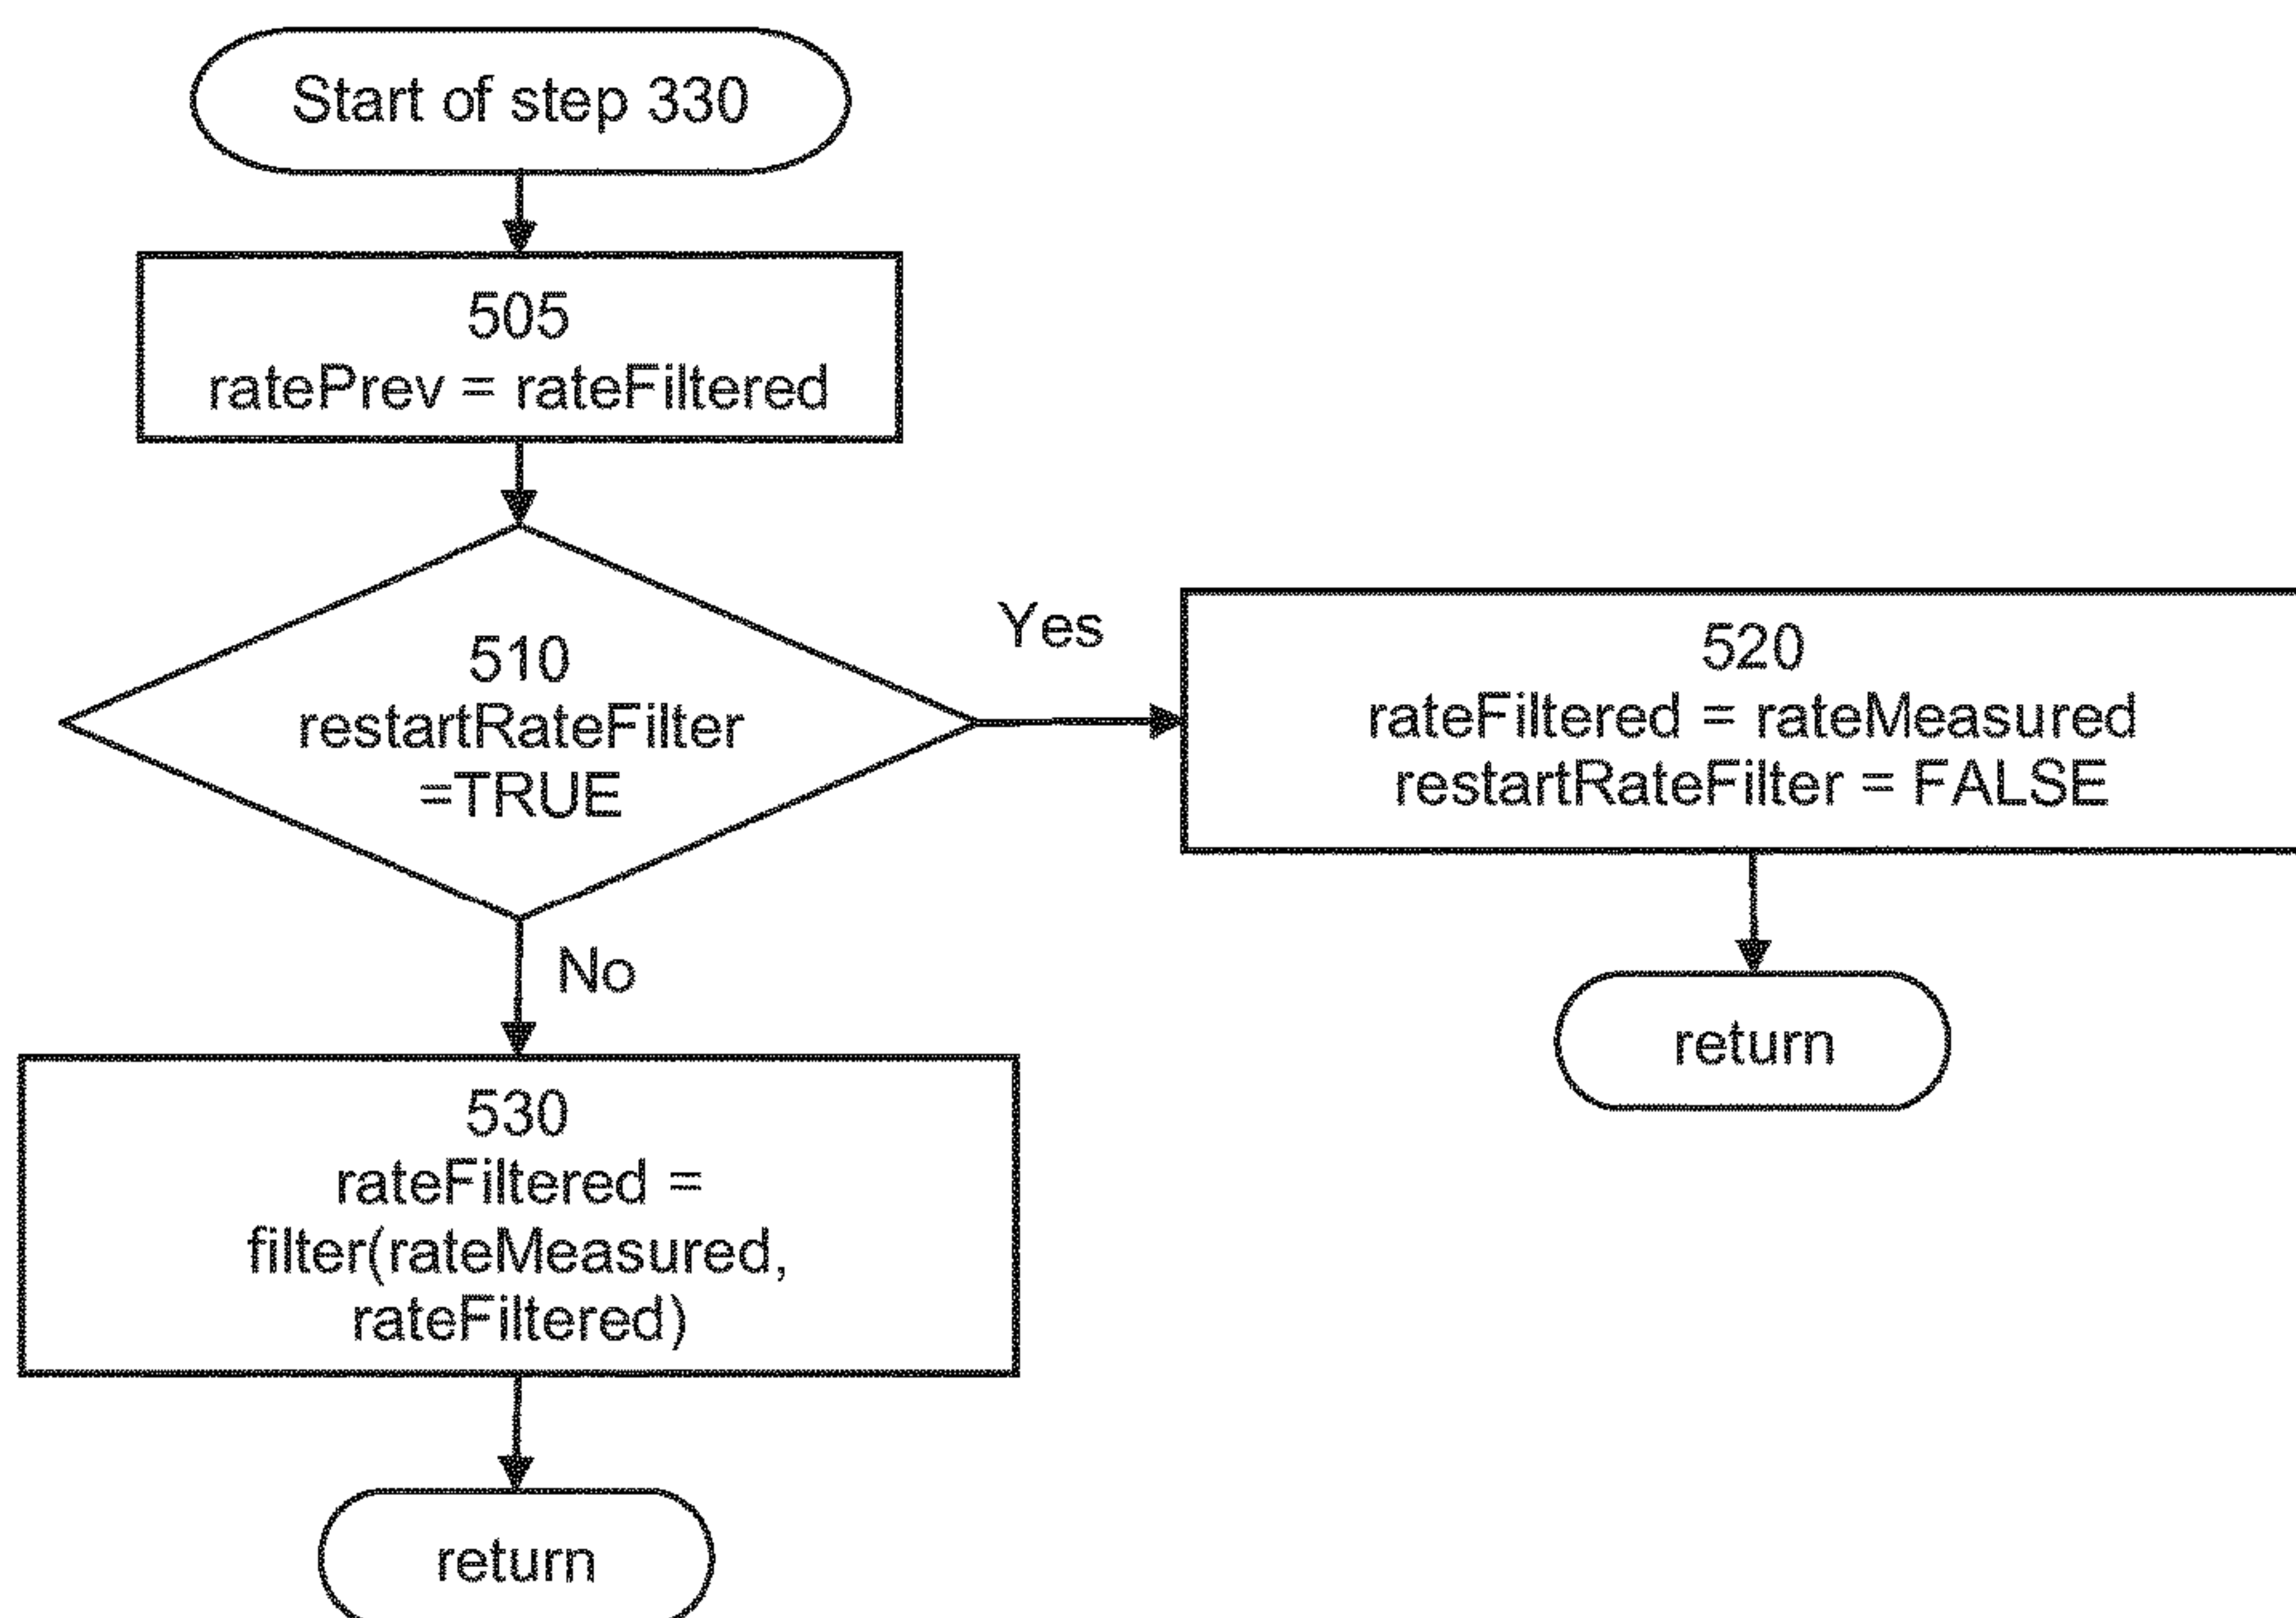 Start of step 330
505
ratePrev = rateFiltered
510
restartRateFilter
=TRUE
Yes
520
rateFiltered = rateMeasured
restartRateFilter = FALSE
return
No
530
rateFiltered =
filter(rateMeasured,
rateFiltered)
return